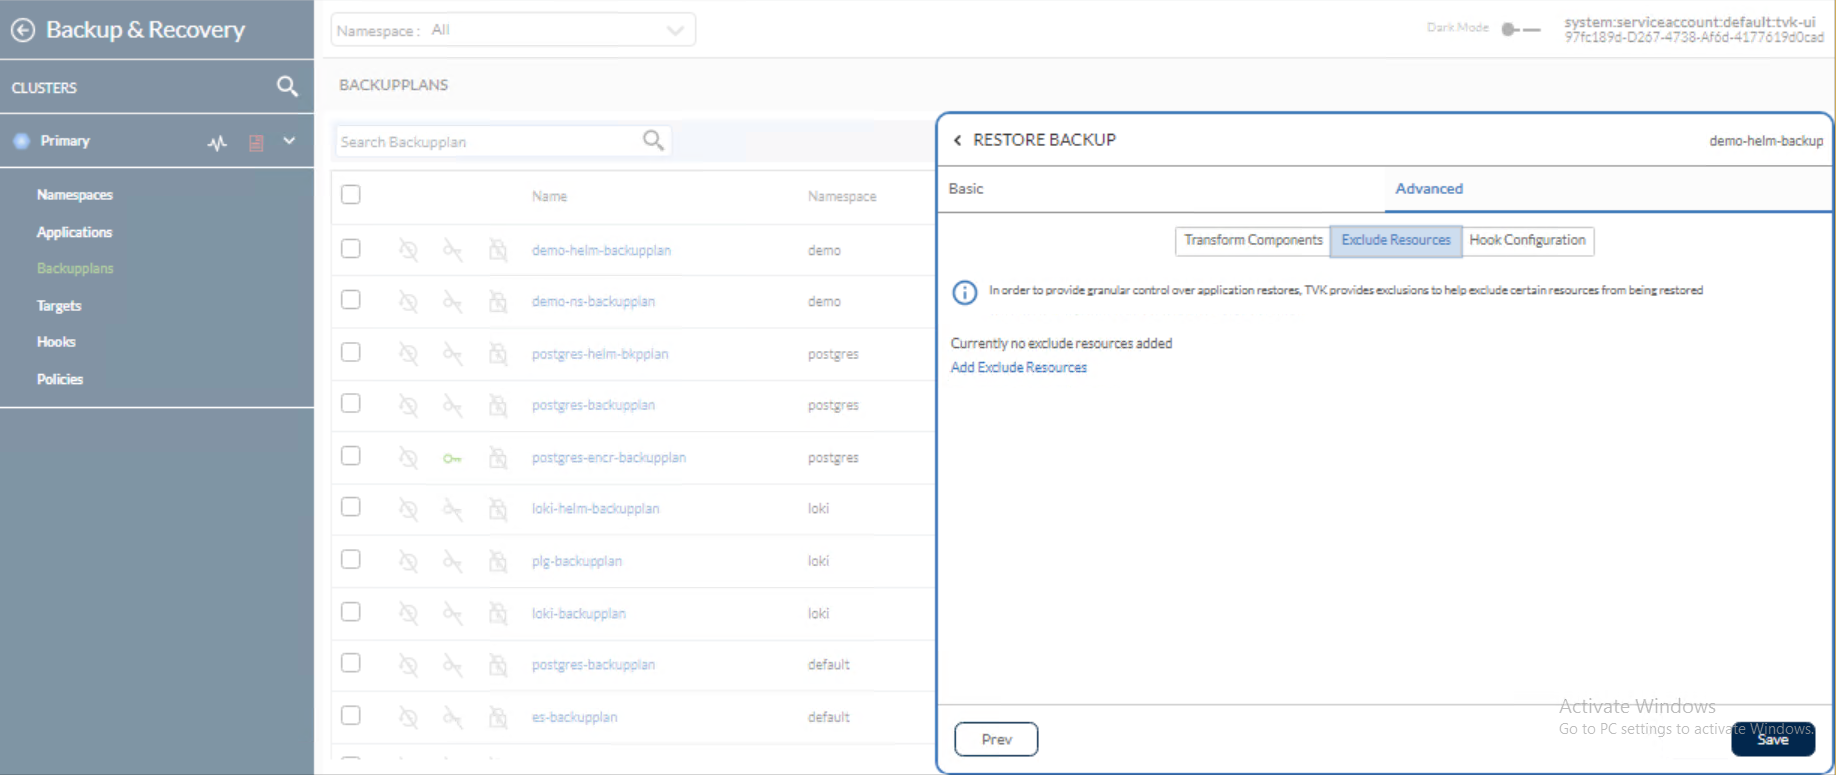 Backup & Recovery
Namespace : All
Dark Mode
system:serviceaccount:default:tvk-ui
97fc189d-D267-4738-Af6d-4177619d0cad
CLUSTERS
BACKUPPLANS
Primary
Search Backupplan
RESTORE BACKUP
demo-helm-backup
Basic
Advanced
Namespaces
Applications
Backupplans
Targets
Hooks
Policies
Name Namespace
demo-helm-backupplan demo
demo-ns-backupplan demo
postgres-helm-bkpplan postgres
postgres-backupplan postgres
postgres-encr-backupplan postgres
loki-helm-backupplan loki
plg-backupplan loki
loki-backupplan loki
postgres-backupplan default
es-backupplan default
Transform Components Exclude Resources Hook Configuration
In order to provide granular control over application restores, TVK provides exclusions to help exclude certain resources from being restored
Currently no exclude resources added
Add Exclude Resources
Activate Windows
Go to PC settings to activate Windows.
Prev
Save